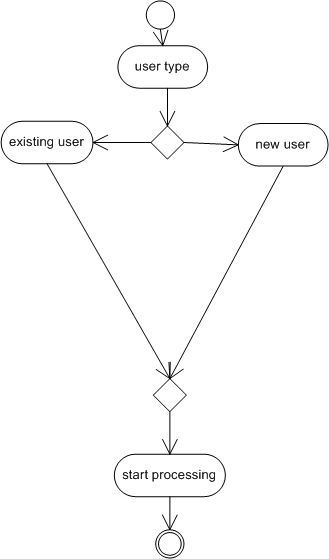 user type
existing user
new user
start processing